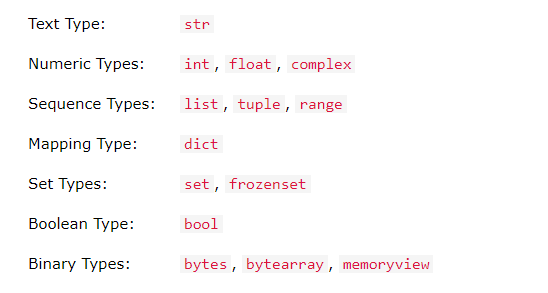 Text Type: str
Numeric Types: int, float, complex
Sequence Types: list, tuple, range
Mapping Type: dict
Set Types: set, frozenset
Boolean Type: bool
Binary Types: bytes, bytearray, memoryview